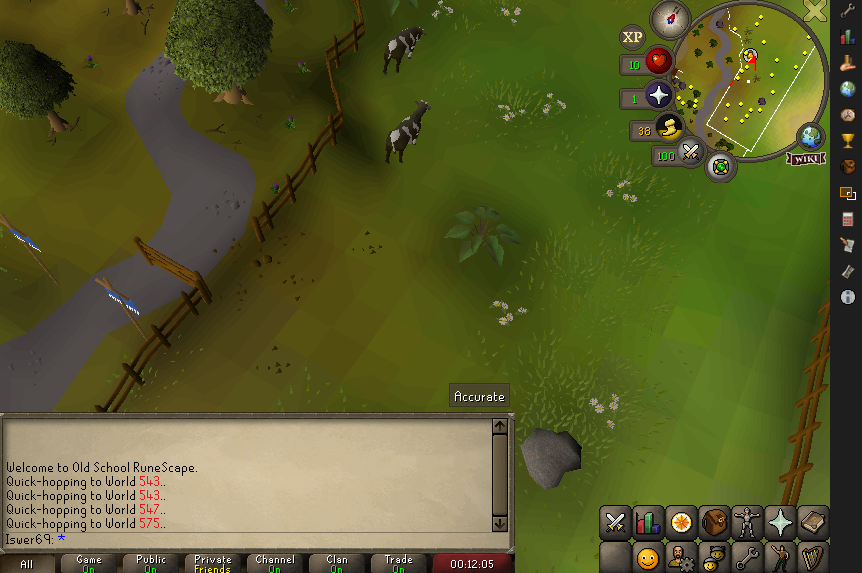 XP
10
1
38
100
WIKI
Accurate
Welcome to Old School RuneScape.
Quick-hopping to World 543..
Quick-hopping to World 543..
Quick-hopping to World 547..
Quick-hopping to World 575..
Iswer69: *
All
Game
On
Public
On
Private
Friends
Channel
On
Clan
On
Trade
On
00:12:05